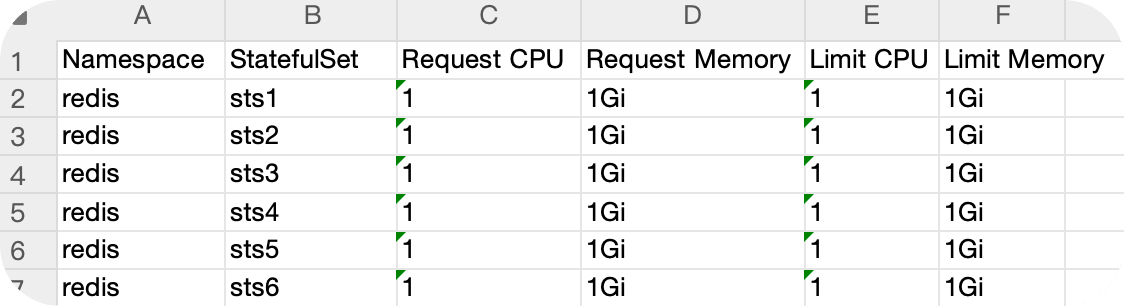 A B C D E F
1 Namespace StatefulSet Request CPU Request Memory Limit CPU Limit Memory
2 redis sts1 1 1Gi 1 1Gi
3 redis sts2 1 1Gi 1 1Gi
4 redis sts3 1 1Gi 1 1Gi
5 redis sts4 1 1Gi 1 1Gi
6 redis sts5 1 1Gi 1 1Gi
7 redis sts6 1 1Gi 1 1Gi